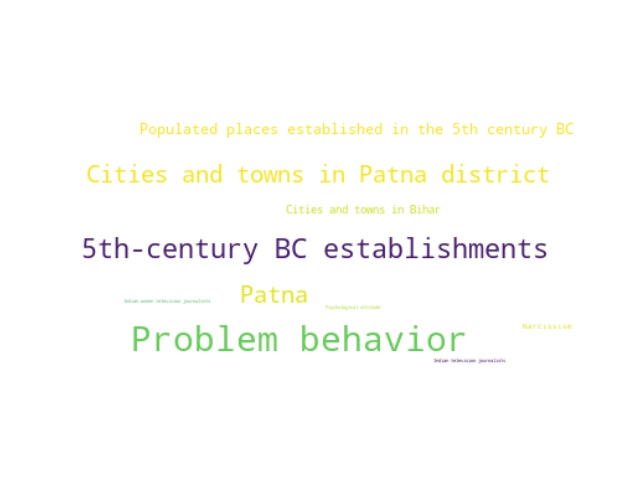 Populated places established in the 5th century BC
Cities and towns in Patna district
Cities and towns in Bihar
5th-century BC establishments
Patna
Indian women television journalists
Psychological attitude
Narcissism
Problem behavior
Indian television journalists